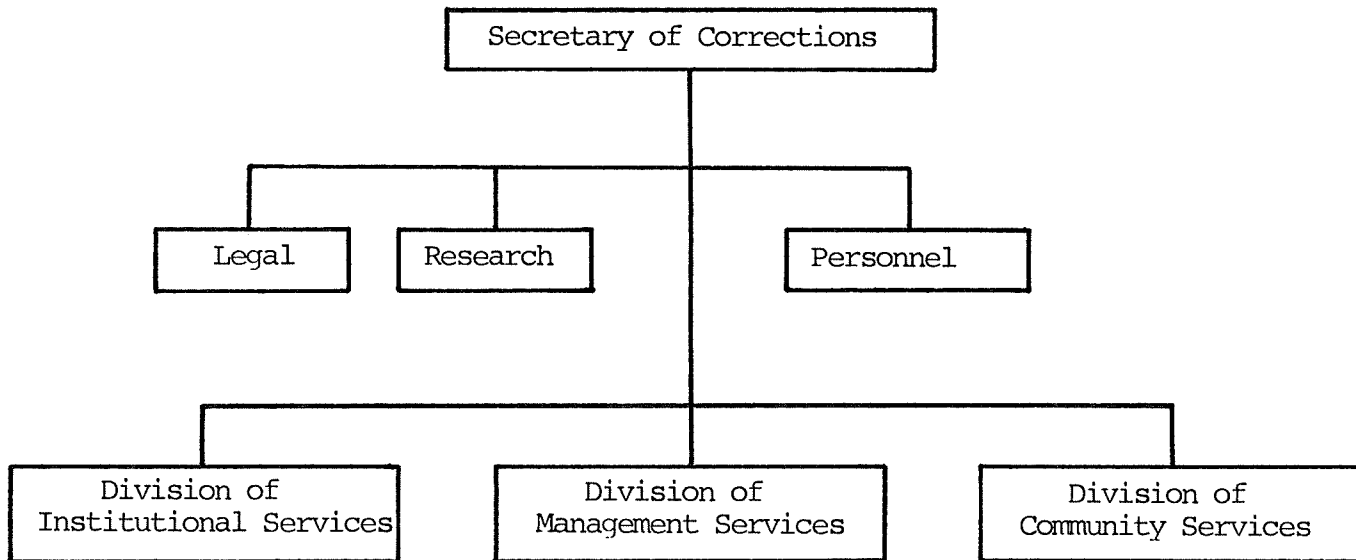 Secretary of Corrections
Legal
Research
Personnel
Division of
Institutional Services
Division of
Management Services
Division of
Community Services